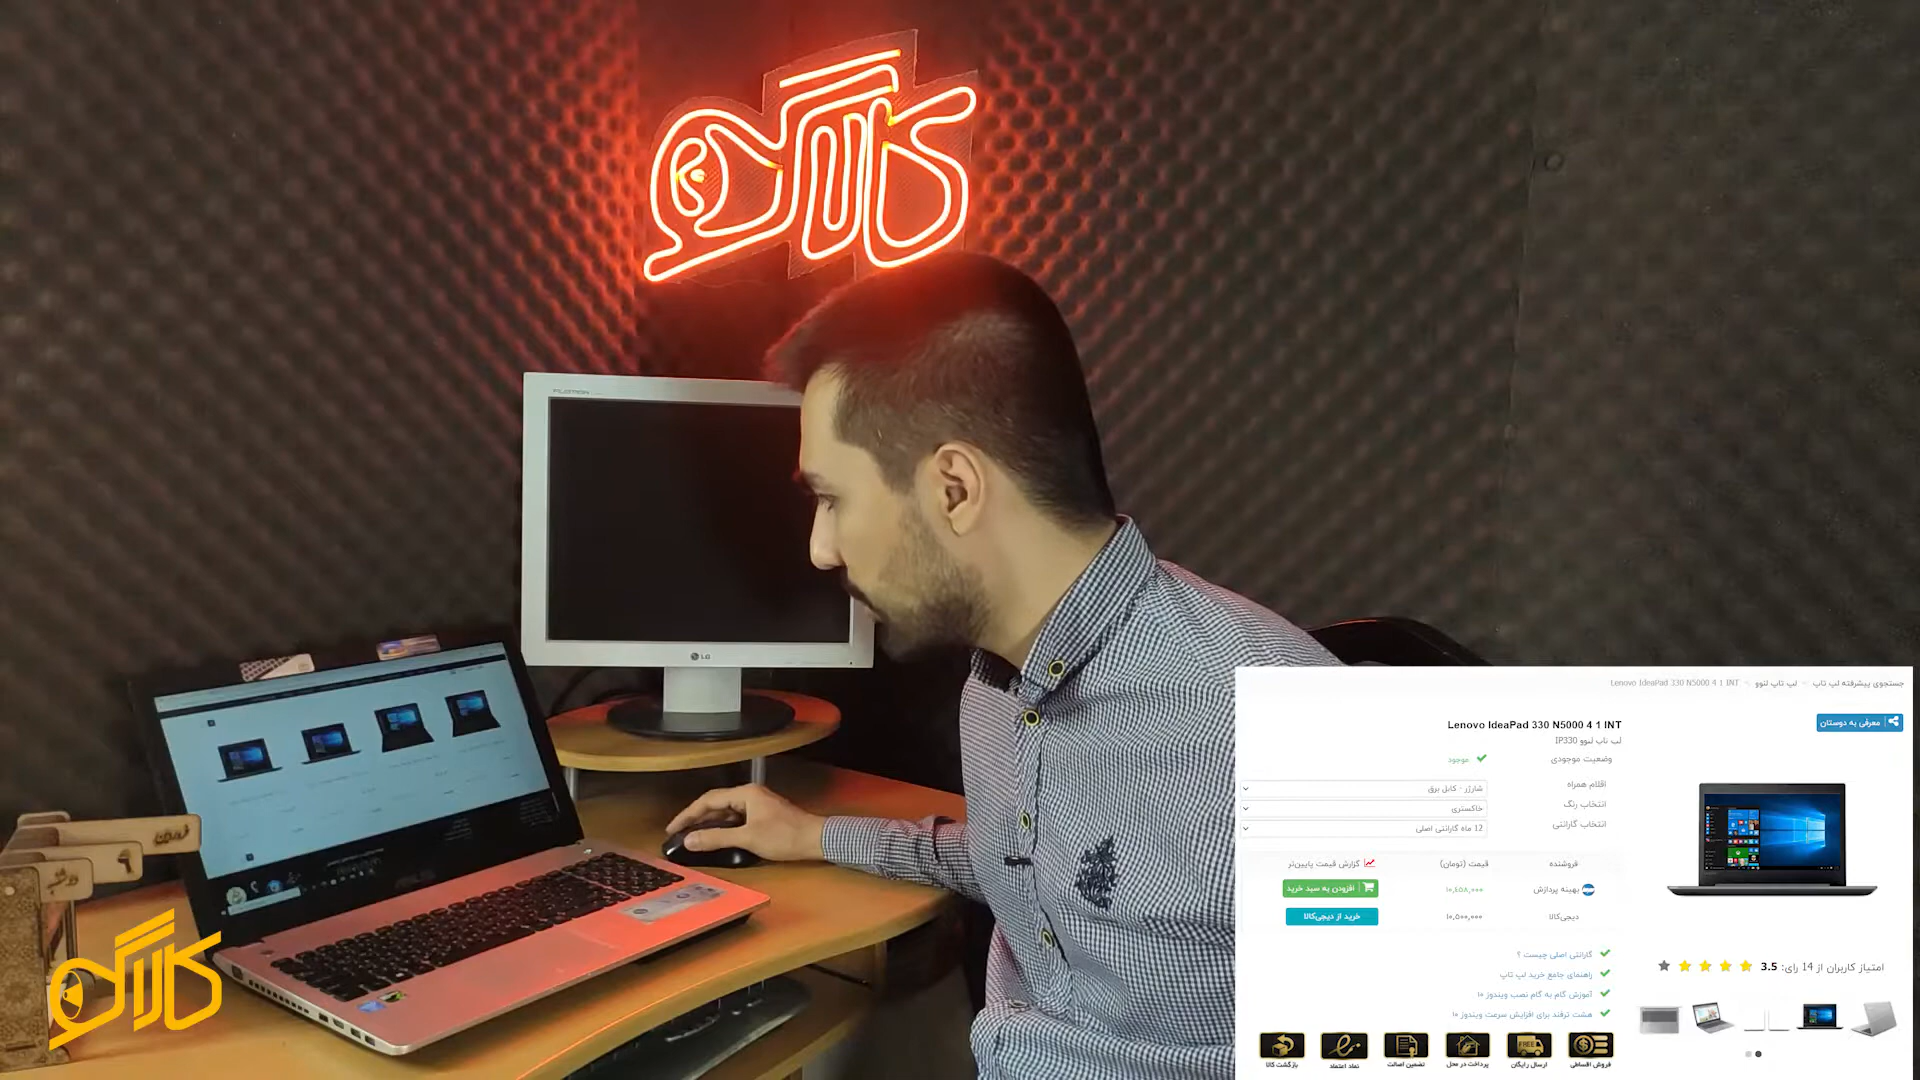 کالاگو
FLATRON
LG
کالاگو
جستجوی پیشرفته لپ تاپ > لپ تاپ لنوو > Lenovo IdeaPad 330 N5000 4 1 INT
معرفی به دوستان
Lenovo IdeaPad 330 N5000 4 1 INT
لپ تاپ لنوو IP330
وضعیت موجودی موجود
اقلام همراه شارژر - کابل برق
انتخاب رنگ خاکستری
انتخاب گارانتی 12 ماه گارانتی اصلی
فروشنده قیمت (تومان) گزارش قیمت پایین‌تر
بهینه پردازش ۱۰,۶۵۸,۰۰۰ افزودن به سبد خرید
دیجی‌کالا ۱۰,۵۰۰,۰۰۰ خرید از دیجی‌کالا
گارانتی اصلی چیست ؟
راهنمای جامع خرید لپ تاپ
آموزش گام به گام نصب ویندوز ۱۰
هشت ترفند برای افزایش سرعت ویندوز ۱۰
امتیاز کاربران از 14 رای: 3.5
FREE
فروش اقساطی ارسال رایگان پرداخت در محل تضمین اصالت نماد اعتماد بازگشت کالا